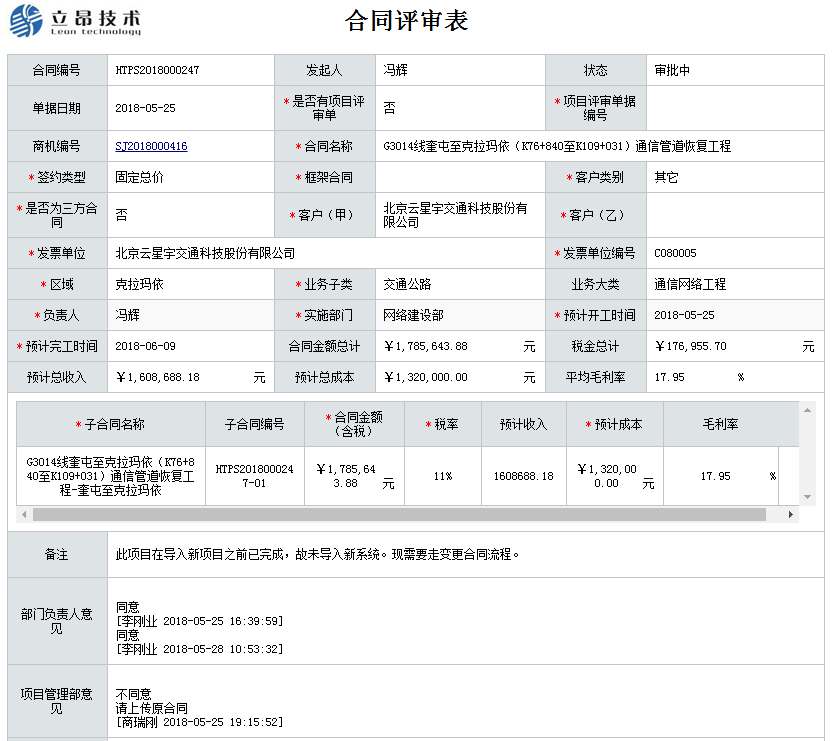 立昂技术
Leon technology
合同评审表
合同编号 HTPS2018000247 发起人 冯辉 状态 审批中
单据日期 2018-05-25 *是否有项目评 否 *项目评审单据
审单 编号
商机编号 SJ2018000416 *合同名称 G3014线奎屯至克拉玛依（K76+840至K109+031）通信管道恢复工程
*签约类型 固定总价 *框架合同 *客户类别 其它
*是否为三方合 否 *客户（甲） 北京云星宇交通科技股份有 *客户（乙）
同 限公司
*发票单位 北京云星宇交通科技股份有限公司 *发票单位编号 C080005
*区域 克拉玛依 *业务子类 交通公路 业务大类 通信网络工程
*负责人 冯辉 *实施部门 网络建设部 *预计开工时间 2018-05-25
*预计完工时间 2018-06-09 合同金额总计 ￥1,785,643.88 元 税金总计 ￥176,955.70 元
预计总收入 ￥1,608,688.18 元 预计总成本 ￥1,320,000.00 元 平均毛利率 17.95 %
*子合同名称 子合同编号 *合同金额 *税率 预计收入 *预计成本 毛利率
（含税）
G3014线奎屯至克拉玛依（K76+8 HTPS201800024 ￥1,785,64 11% 1608688.18 ￥1,320,00 17.95 %
40至K109+031）通信管道恢复工 7-01 3.88 元 0.00 元
程-奎屯至克拉玛依
备注 此项目在导入新项目之前已完成，故未导入新系统。现需要走变更合同流程。
部门负责人意
见
同意
[李刚业 2018-05-25 16:39:59]
同意
[李刚业 2018-05-28 10:53:32]
项目管理部意
见
不同意
请上传原合同
[商瑞刚 2018-05-25 19:15:52]